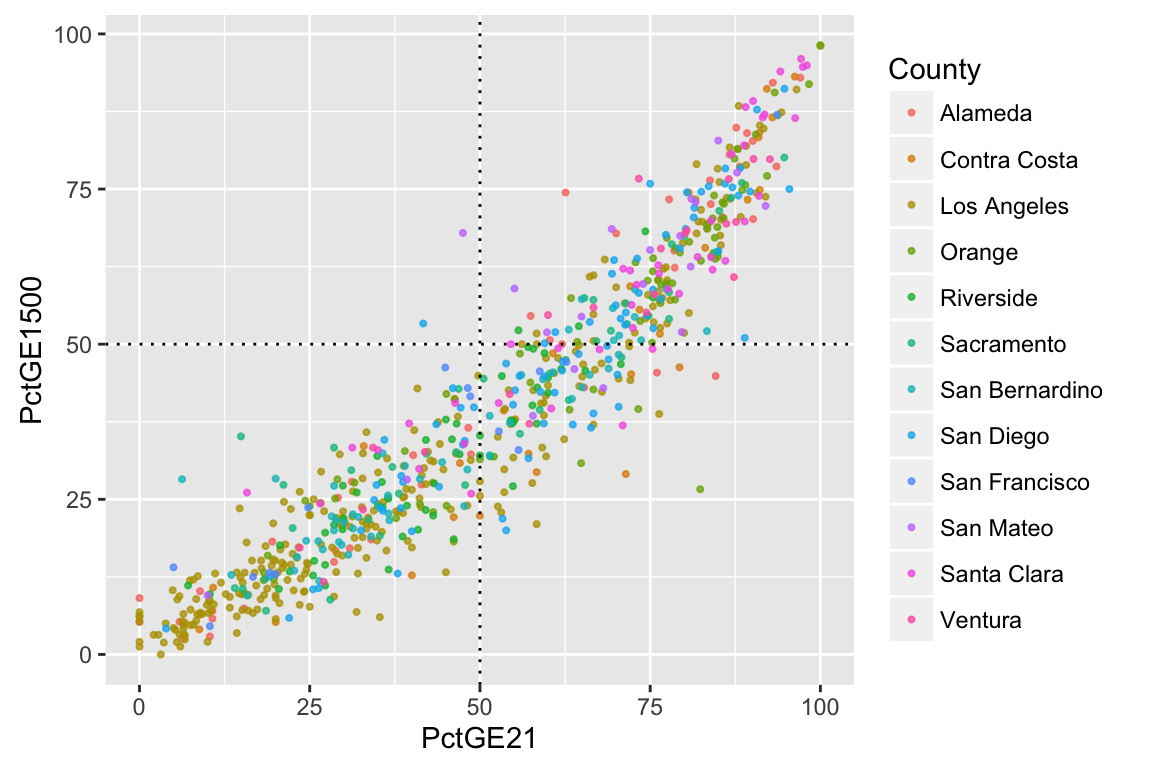 100
75
50
25
0
PctGE1500
0 25 50 75 100
PctGE21
County
Alameda
Contra Costa
Los Angeles
Orange
Riverside
Sacramento
San Bernardino
San Diego
San Francisco
San Mateo
Santa Clara
Ventura